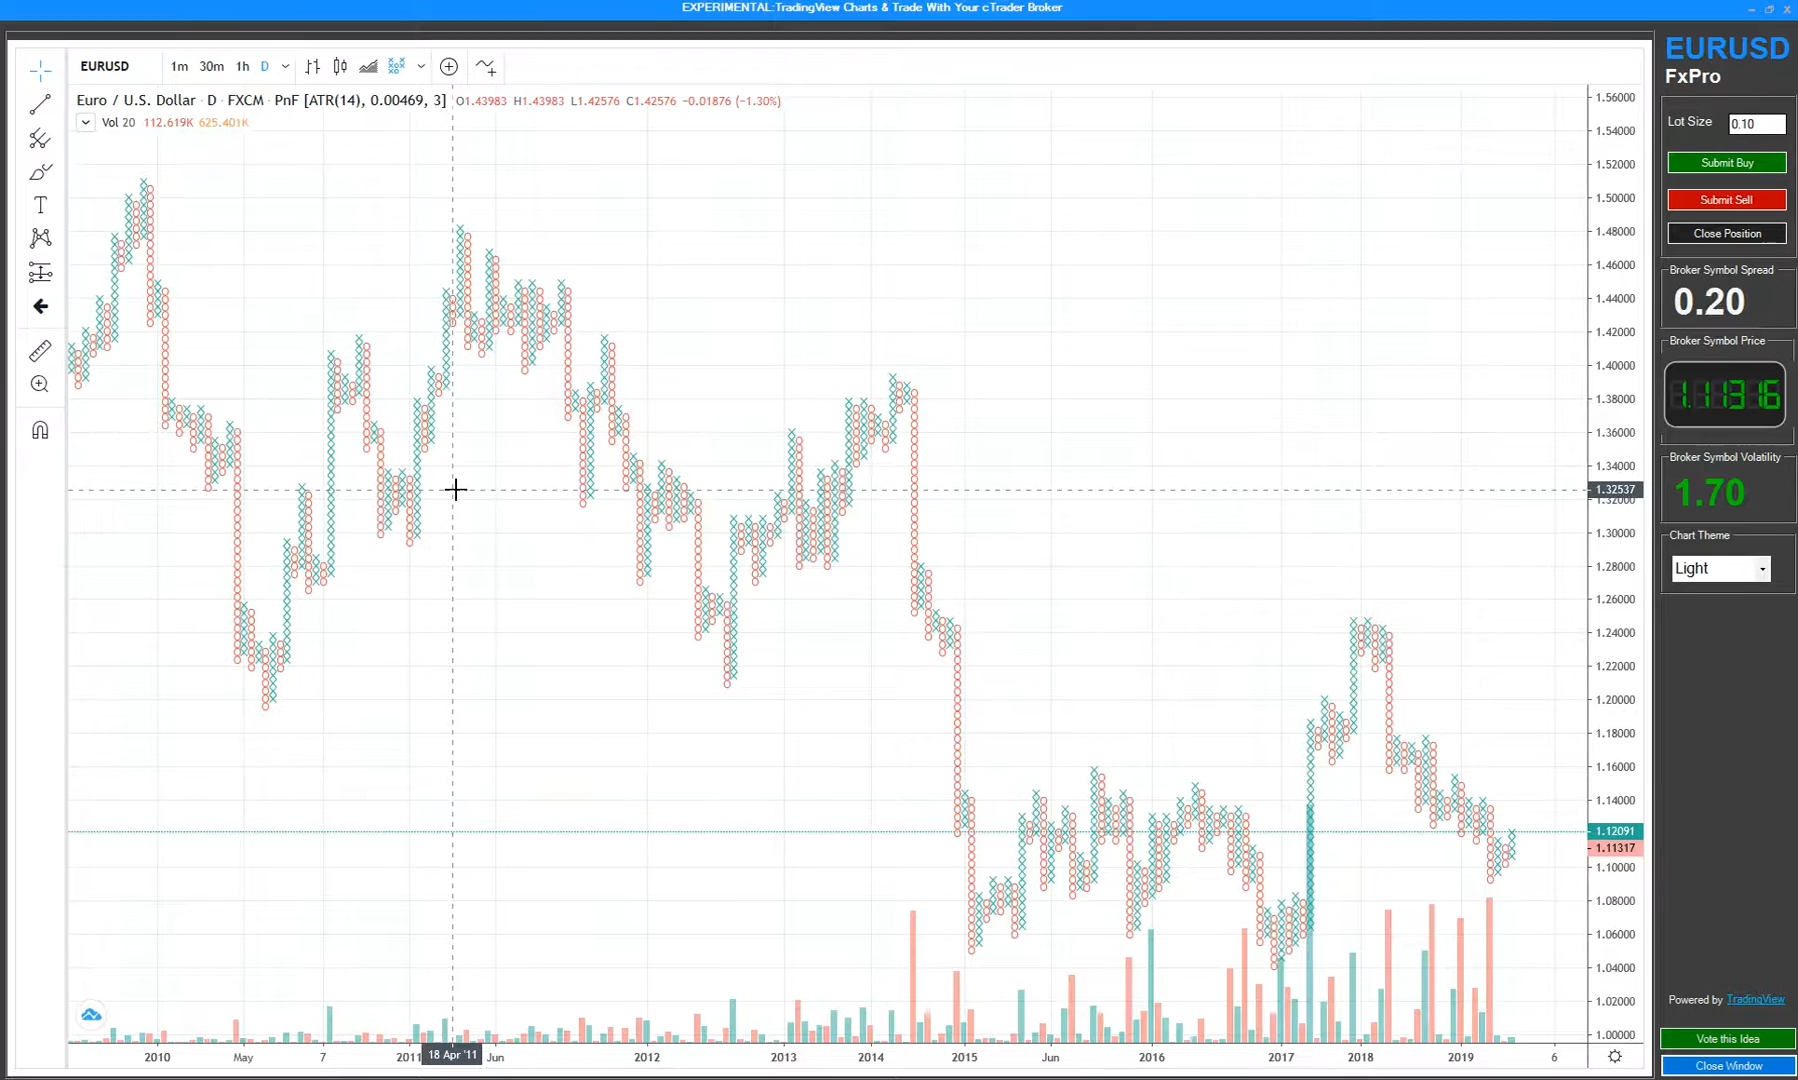 EXPERIMENTAL:TradingView Charts & Trade With Your cTrader Broker
EURUSD 1m 30m 1h D
Euro / U.S. Dollar · D · FXCM · PnF [ATR(14), 0.00469, 3] O1.43983 H1.43983 L1.42576 C1.42576 -0.01876 (-1.30%)
Vol 20 112.619K 625.401K
T
1.56000
1.54000
1.52000
1.50000
1.48000
1.46000
1.44000
1.42000
1.40000
1.38000
1.36000
1.34000
1.32537
1.32000
1.30000
1.28000
1.26000
1.24000
1.22000
1.20000
1.18000
1.16000
1.14000
1.12091
1.11317
1.10000
1.08000
1.06000
1.04000
1.02000
1.00000
2010 May 7 2011 18 Apr '11 Jun 2012 2013 2014 2015 Jun 2016 2017 2018 2019 6
EURUSD
FxPro
Lot Size 0.10
Submit Buy
Submit Sell
Close Position
Broker Symbol Spread
0.20
Broker Symbol Price
1.11316
Broker Symbol Volatility
1.70
Chart Theme
Light
Powered by TradingView
Vote this Idea
Close Window